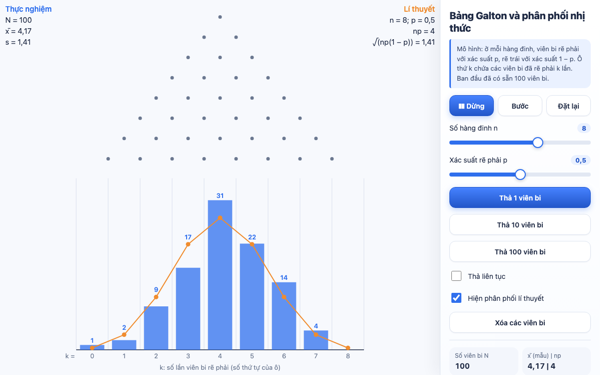 Thực nghiệm
N = 100
x̄ = 4,17
s = 1,41
Lí thuyết
n = 8; p = 0,5
np = 4
√(np(1 − p)) = 1,41
1
2
9
17
31
22
14
4
k =
0
1
2
3
4
5
6
7
8
k: số lần viên bi rẽ phải (số thứ tự của ô)
Bảng Galton và phân phối nhị
thức
Mô hình: ở mỗi hàng đinh, viên bi rẽ phải
với xác suất p, rẽ trái với xác suất 1 − p. Ô
thứ k chứa các viên bi đã rẽ phải k lần.
Ban đầu đã có sẵn 100 viên bi.
Dừng
Bước
Đặt lại
Số hàng đinh n
8
Xác suất rẽ phải p
0,5
Thả 1 viên bi
Thả 10 viên bi
Thả 100 viên bi
Thả liên tục
Hiện phân phối lí thuyết
Xóa các viên bi
Số viên bi N
100
x̄ (mẫu) | np
4,17 | 4